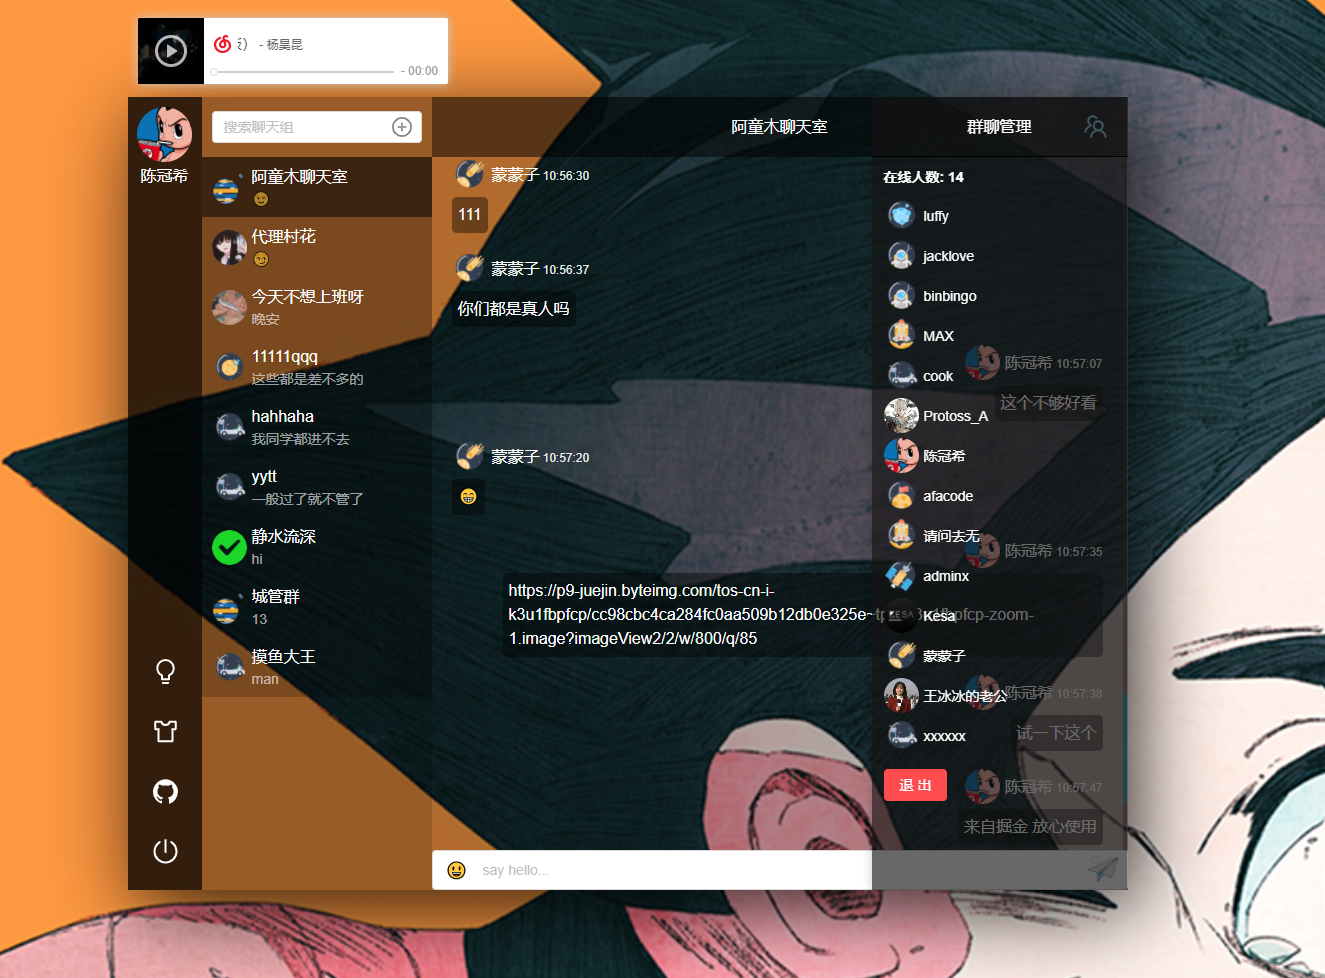 - 杨昊昆
- 00:00
陈冠希
搜索聊天组
阿童木聊天室
代理村花
今天不想上班呀
晚安
11111qqq
这些都是差不多的
hahhaha
我同学都进不去
yytt
一般过了就不管了
静水流深
hi
城管群
13
摸鱼大王
man
阿童木聊天室
蒙蒙子 10:56:30
111
蒙蒙子 10:56:37
你们都是真人吗
陈冠希 10:57:07
这个不够好看
蒙蒙子 10:57:20
陈冠希 10:57:35
https://p9-juejin.byteimg.com/tos-cn-i-
k3u1fbpfcp/cc98cbc4ca284fc0aa509b12db0e325e~tplv-k3u1fbpfcp-zoom-
1.image?imageView2/2/w/800/q/85
陈冠希 10:57:38
试一下这个
陈冠希 10:57:47
来自掘金 放心使用
say hello...
群聊管理
在线人数: 14
luffy
jacklove
binbingo
MAX
cook
Protoss_A
陈冠希
afacode
请问去无
adminx
KESA
Kesa
蒙蒙子
王冰冰的老公
xxxxxx
退 出